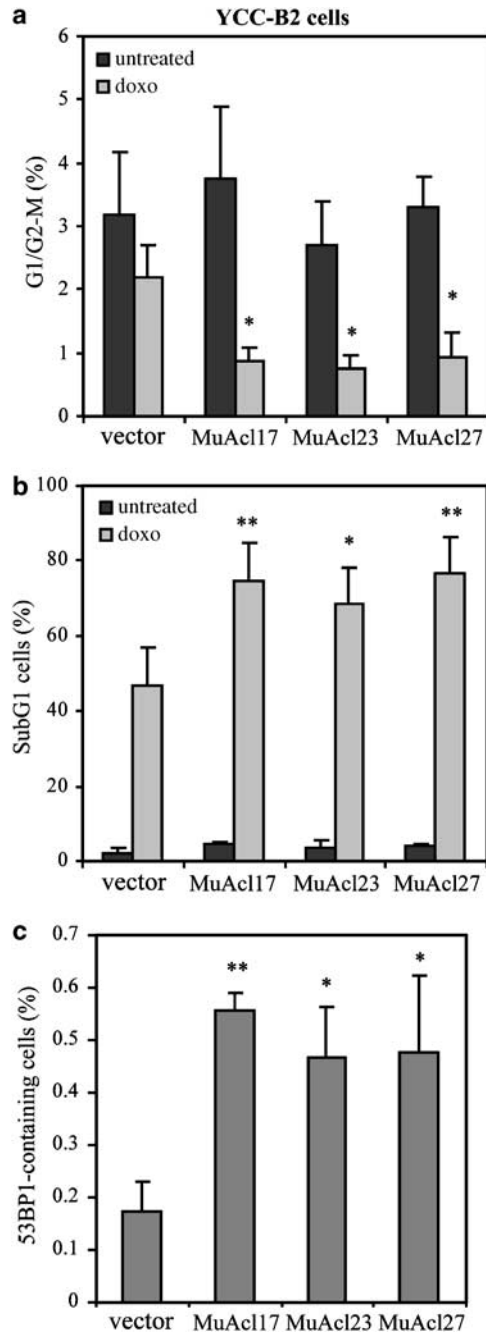 a
YCC-B2 cells
untreated
doxo
G1/G2-M (%)
6
5
4
3
2
1
0
*
*
*
vector MuAcl17 MuAcl23 MuAcl27
b
untreated
doxo
SubG1 cells (%)
100
80
60
40
20
0
**
*
**
vector MuAcl17 MuAcl23 MuAcl27
c
53BP1-containing cells (%)
0.7
0.6
0.5
0.4
0.3
0.2
0.1
0.1
**
*
*
vector MuAcl17 MuAcl23 MuAcl27